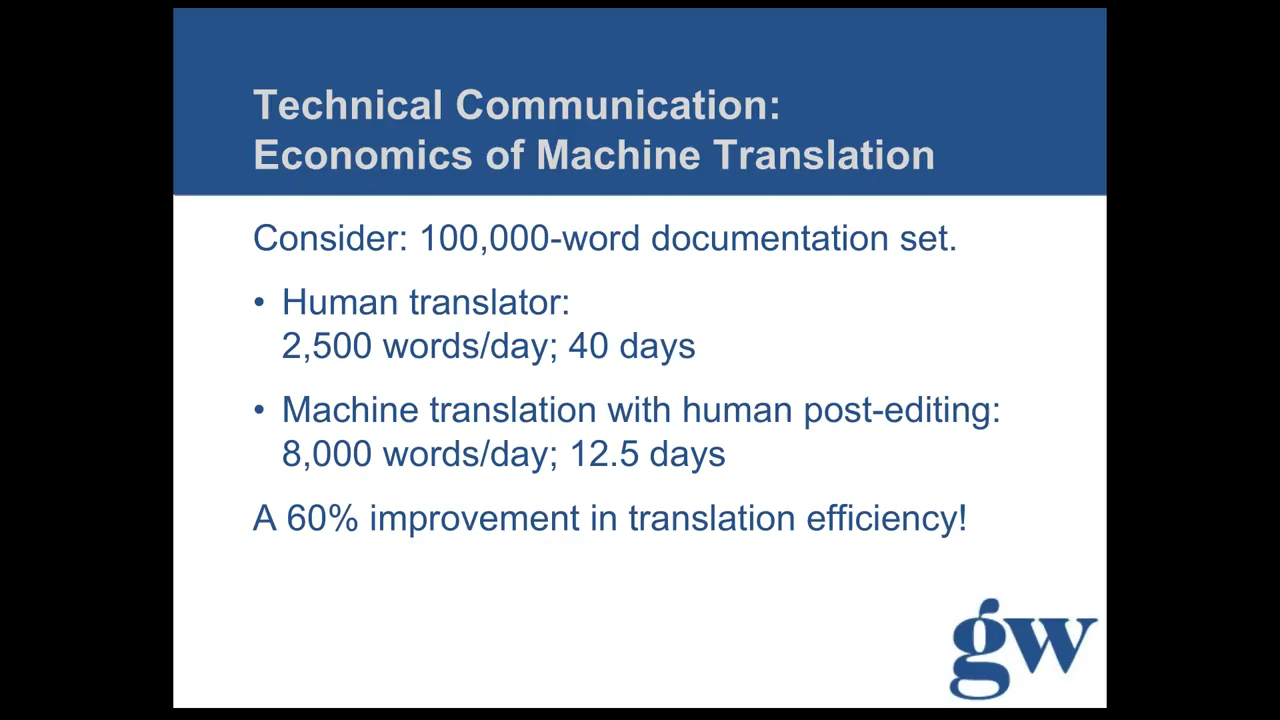 Technical Communication:
Economics of Machine Translation
Consider: 100,000-word documentation set.
• Human translator:
2,500 words/day; 40 days
• Machine translation with human post-editing:
8,000 words/day; 12.5 days
A 60% improvement in translation efficiency!
gw